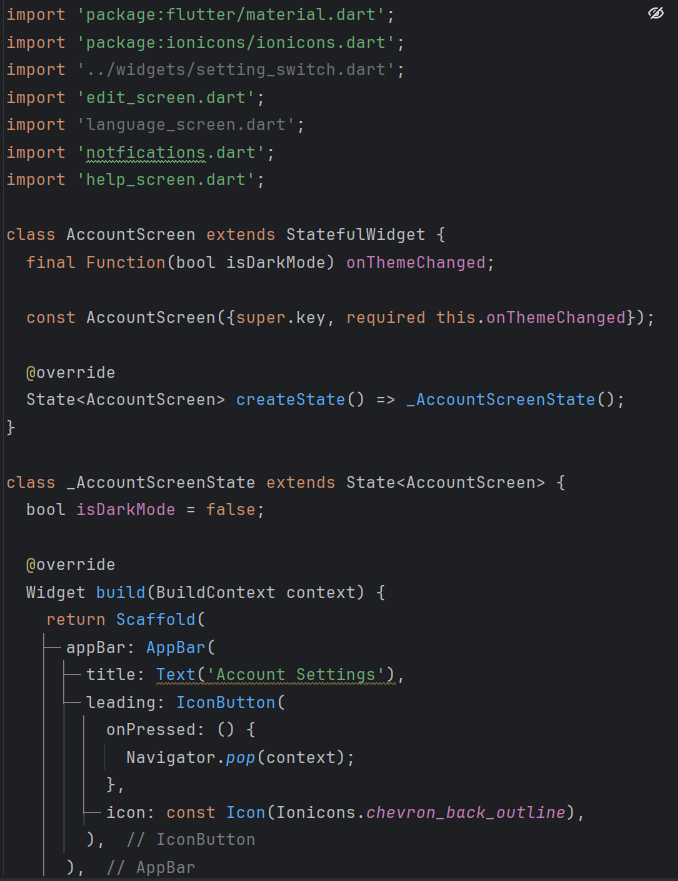 import 'package:flutter/material.dart';
import 'package:ionicons/ionicons.dart';
import '../widgets/setting_switch.dart';
import 'edit_screen.dart';
import 'language_screen.dart';
import 'notfications.dart';
import 'help_screen.dart';

class AccountScreen extends StatefulWidget {
  final Function(bool isDarkMode) onThemeChanged;

  const AccountScreen({super.key, required this.onThemeChanged});

  @override
  State<AccountScreen> createState() => _AccountScreenState();
}

class _AccountScreenState extends State<AccountScreen> {
  bool isDarkMode = false;

  @override
  Widget build(BuildContext context) {
    return Scaffold(
      appBar: AppBar(
        title: Text('Account Settings'),
        leading: IconButton(
          onPressed: () {
            Navigator.pop(context);
          },
          icon: const Icon(Ionicons.chevron_back_outline),
        ),  // IconButton
      ),  // AppBar